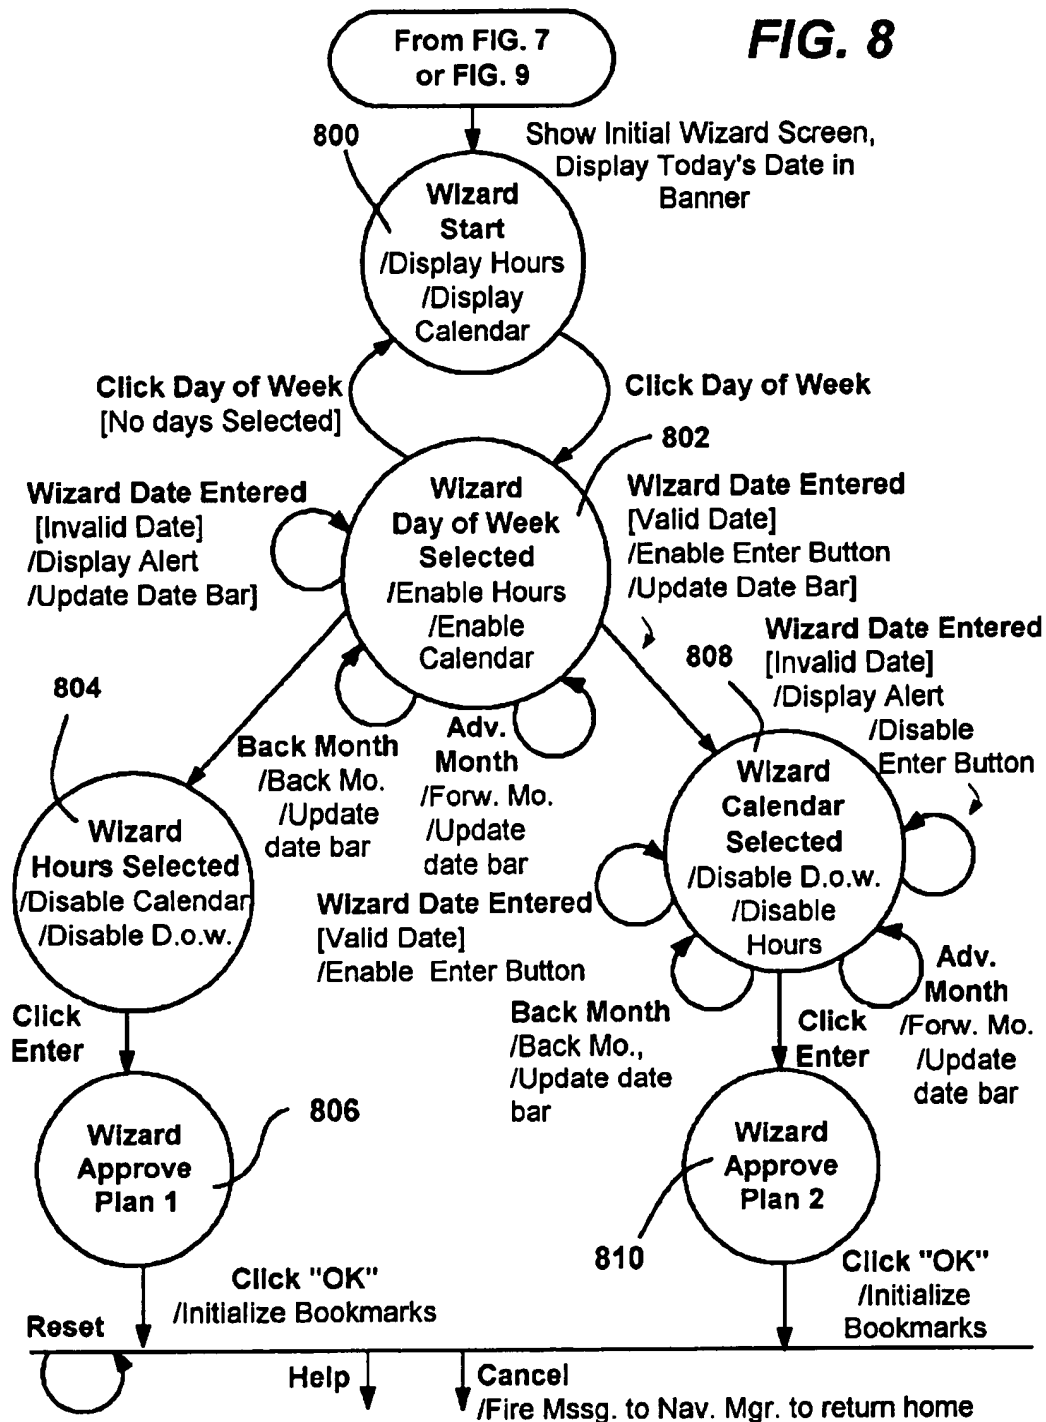 FIG. 8
From FIG. 7
or FIG. 9
800
Show Initial Wizard Screen,
Display Today's Date in
Banner
Wizard
Start
/Display Hours
/Display
Calendar
Click Day of Week
[No days Selected]
Click Day of Week
802
Wizard Date Entered
[Invalid Date]
/Display Alert
/Update Date Bar]
Wizard
Day of Week
Selected
/Enable Hours
/Enable
Calendar
Wizard Date Entered
[Valid Date]
/Enable Enter Button
/Update Date Bar]
804
Back Month
/Back Mo.
/Update
date bar
Adv.
Month
/Forw. Mo.
/Update
date bar
808
Wizard Date Entered
[Invalid Date]
/Display Alert
/Disable
Enter Button
Wizard
Hours Selected
/Disable Calendar
/Disable D.o.w.
Wizard Date Entered
[Valid Date]
/Enable Enter Button
Wizard
Calendar
Selected
/Disable D.o.w.
/Disable
Hours
Click
Enter
Back Month
/Back Mo.,
/Update date
bar
Click
Enter
Adv.
Month
/Forw. Mo.
/Update
date bar
806
Wizard
Approve
Plan 1
Wizard
Approve
Plan 2
810
Click "OK"
/Initialize Bookmarks
Click "OK"
/Initialize
Bookmarks
Reset
Help
Cancel
/Fire Mssg. to Nav. Mgr. to return home